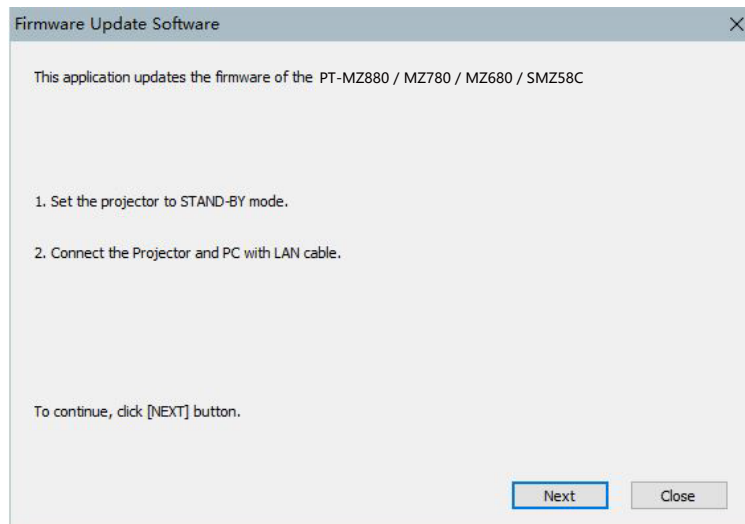 Firmware Update Software
This application updates the firmware of the PT-MZ880 / MZ780 / MZ680 / SMZ58C
1. Set the projector to STAND-BY mode.
2. Connect the Projector and PC with LAN cable.
To continue, click [NEXT] button.
Next
Close